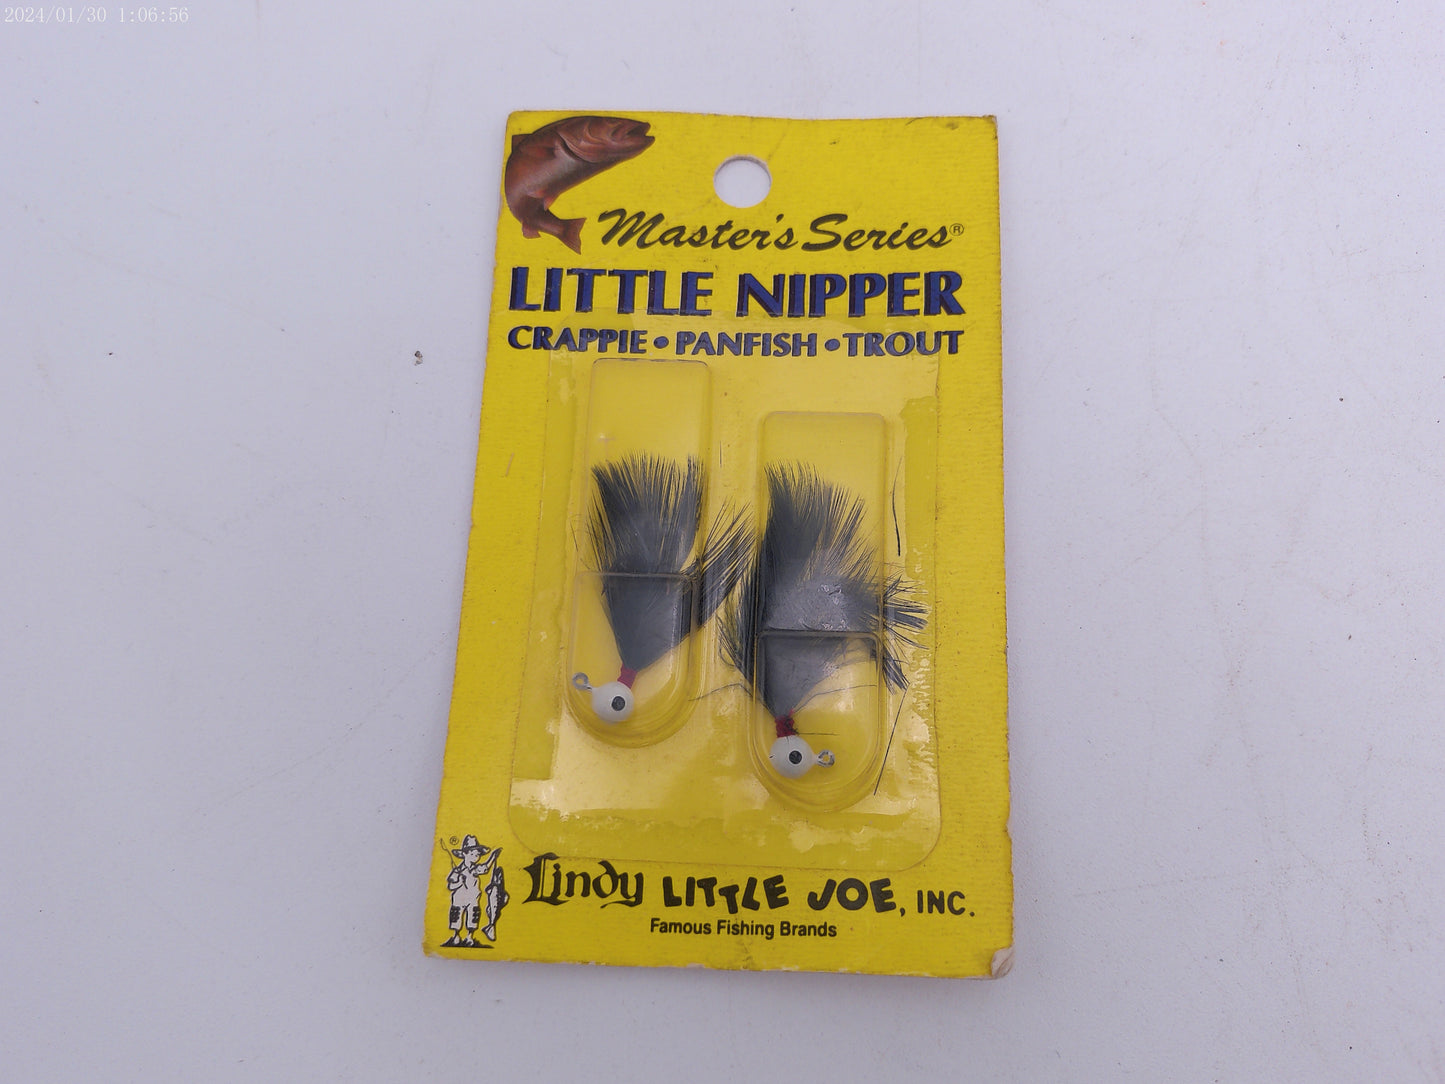 2024/01/30 1:06:56
Master's Series®
LITTLE NIPPER
CRAPPIE • PANFISH • TROUT
®
Lindy LITTLE JOE, INC.
Famous Fishing Brands